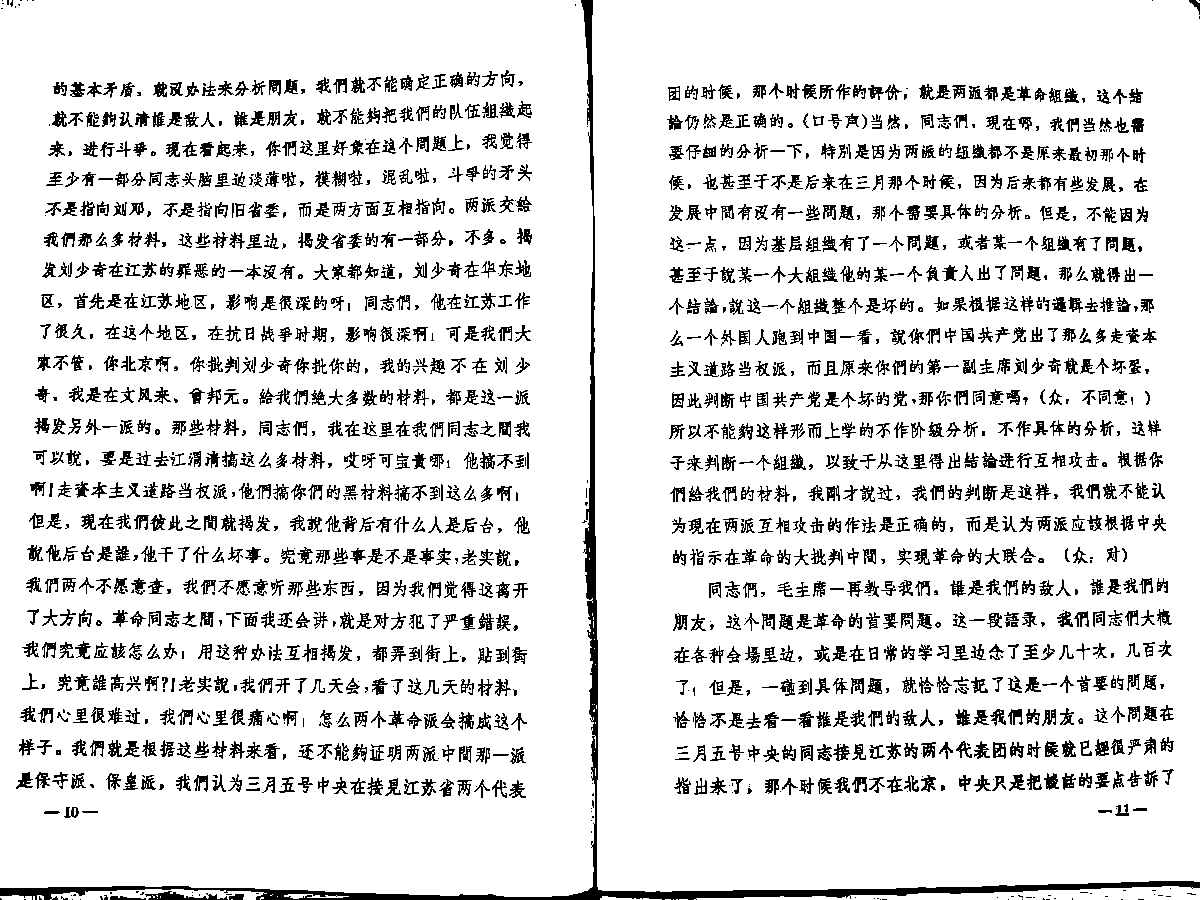 的基本矛盾，就沒办法来分析問題，我們就不能确定正确的方向，
就不能夠认清誰是敌人，誰是朋友，就不能夠把我們的队伍組織起
来，进行斗爭。现在看起来，你們这里好象在这个問題上，我觉得
至少有一部分同志头脑里边淡薄啦，模糊啦，混乱啦，斗爭的矛头
不是指向刘邓，不是指向旧省委，而是两方面互相指向。两派交給
我們那么多材料，这些材料里边，揭发省委的有一部分，不多。揭
发刘少奇在江苏的罪恶的一本沒有。大家都知道，刘少奇在华东地
区，首先是在江苏地区，影响是很深的呀！同志們，他在江苏工作
了很久，在这个地区，在抗日战爭时期，影响很深啊！可是我們大
家不管，你北京啊，你批判刘少奇你批你的，我的兴趣不在刘少
奇，我是在文凤来、曾邦元。給我們絶大多数的材料，都是这一派
揭发另外一派的。那些材料，同志們，我在这里在我們同志之間我
可以說，要是过去江渭清搞这么多材料，哎呀可宝貴哪！他搞不到
啊！走資本主义道路当权派，他們搞你們的黑材料搞不到这么多啊！
但是，现在我們彼此之間就揭发，我說他背后有什么人是后台，他
說他后台是誰，他干了什么坏事。究竟那些事是不是事实，老实說，
我們两个不愿意查，我們不愿意听那些东西，因为我們觉得这离开
了大方向。革命同志之間，下面我还会讲，就是对方犯了严重錯誤，
我們究竟应該怎么办！用这种办法互相揭发，都弄到街上，貼到街
上，究竟誰高兴啊？！老实說，我們开了几天会，看了这几天的材料，
我們心里很难过，我們心里很痛心啊！怎么两个革命派会搞成这个
样子。我們就是根据这些材料来看，还不能夠证明两派中間那一派
是保守派、保皇派，我們认为三月五号中央在接见江苏省两个代表
—10—
团的时候，那个时候所作的評价，就是两派都是革命組織，这个結
論仍然是正确的。（口号声）当然，同志們，现在哪，我們当然也需
要仔細的分析一下，特別是因为两派的組織都不是原来最初那个时
候，也甚至于不是后来在三月那个时候，因为后来都有些发展，在
发展中間有沒有一些問題，那个需要具体的分析。但是，不能因为
这一点，因为基层組織有了一个問題，或者某一个組織有了問題，
甚至于說某一个大組織他的某一个負責人出了問題，那么就得出一
个結論，說这一个組織整个是坏的。如果根据这样的邏辑去推論，那
么一个外国人跑到中国一看，說你們中国共产党出了那么多走資本
主义道路当权派，而且原来你們的第一副主席刘少奇就是个坏蛋，
因此判断中国共产党是个坏的党，那你們同意嗎？（众：不同意！）
所以不能夠这样形而上学的不作阶級分析，不作具体的分析，这样
子来判断一个組織，以致于从这里得出結論进行互相攻击。根据你
們給我們的材料，我刚才說过，我們的判断是这样，我們就不能认
为现在两派互相攻击的作法是正确的，而是认为两派应該根据中央
的指示在革命的大批判中間，实现革命的大联合。（众：对）
同志們，毛主席一再教导我們，誰是我們的敌人，誰是我們的
朋友，这个問題是革命的首要問題。这一段語录，我們同志們大概
在各种会場里边，或是在日常的学习里边念了至少几十次，几百次
了！但是，一碰到具体問題，就恰恰忘記了这是一个首要的問題，
恰恰不是去看一看誰是我們的敌人，誰是我們的朋友。这个問題在
三月五号中央的同志接见江苏的两个代表团的时候就已經很严肃的
指出来了，那个时候我們不在北京，中央只是把談話的要点告訴了
—11—